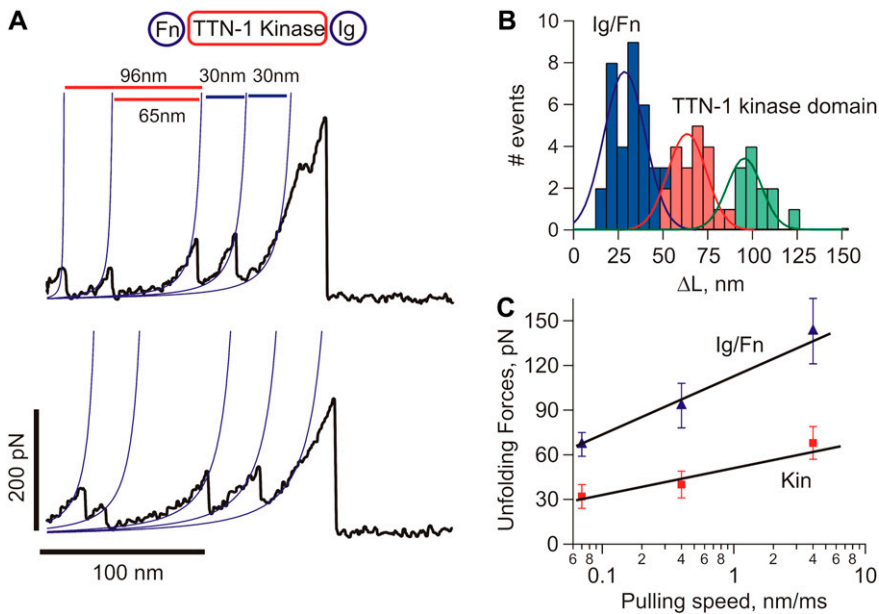 A
Fn TTN-1 Kinase Ig
96nm 30nm 30nm
65nm
200 pN
100 nm
B
Ig/Fn
TTN-1 kinase domain
# events
10
8
6
4
2
0
0 25 50 75 100 125 150
ΔL, nm
C
Ig/Fn
Kin
Unfolding Forces, pN
150
120
90
60
30
0
6 8 2 4 6 8 2 4 6 8
0.1 1 10
Pulling speed, nm/ms